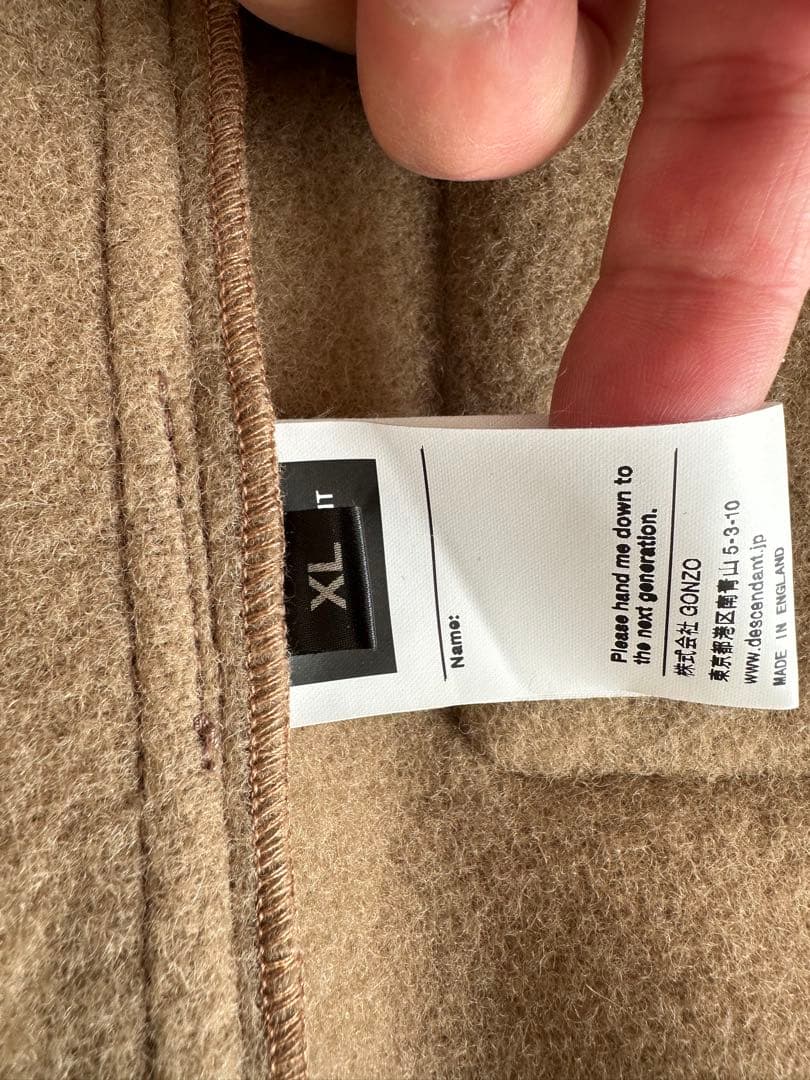 XL
Name:
Please hand me down to
the next generation.
株式会社 GONZO
東京都港区南青山 5-3-10
www.descendant.jp
MADE IN ENGLAND